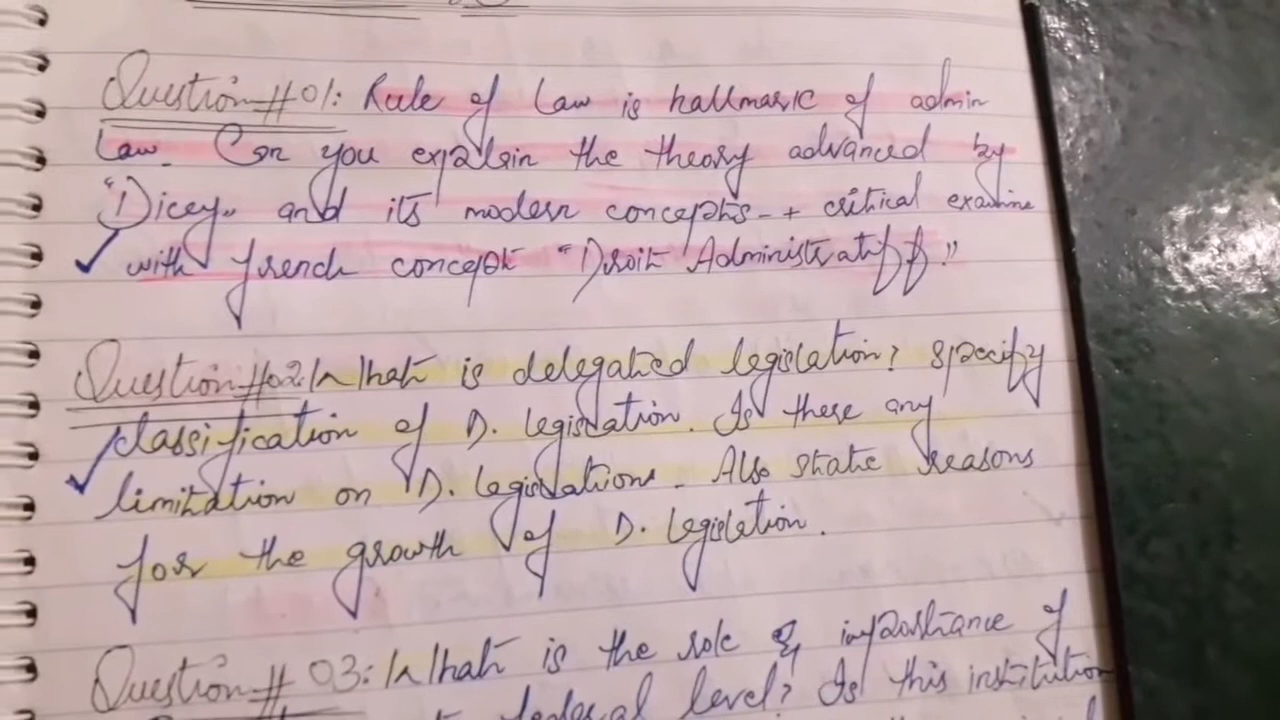 Question # 01: Rule of Law is hallmark of admin
Law. Can you explain the theory advanced by
"Dicey" and its modern concepts - + critical examine
with french concept "Droit Administratiff."
Question #02: What is delegatied legislation? Specify
classification of D. legislation. Is there any
limitation on D. legislations. Also state reasons
for the growth of D. legisletion.
Question # 03: What is the role & importance of
federal level? Is this institution